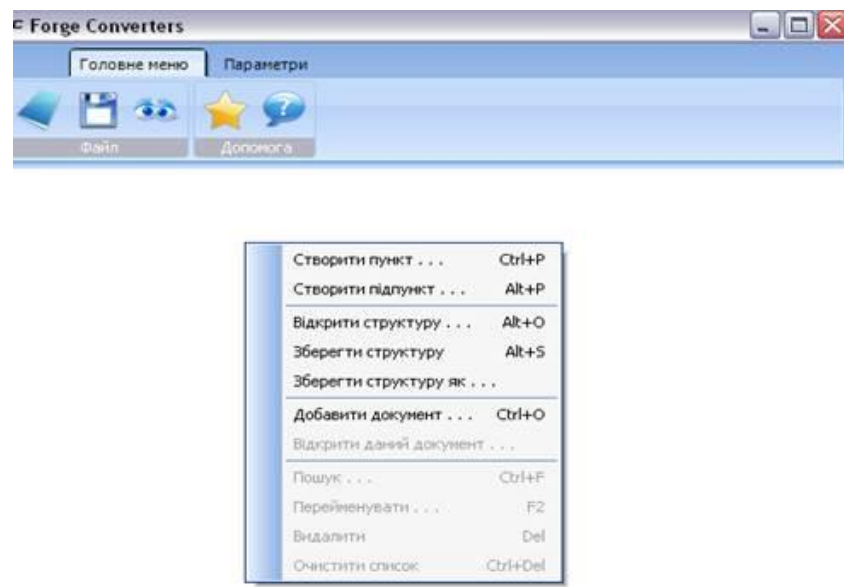 Forge Converters
Головне меню Параметри
Файл Допомога
Створити пункт . . . Ctrl+P
Створити підпункт . . . Alt+P
Відкрити структуру . . . Alt+O
Зберегти структуру Alt+S
Зберегти структуру як . . .
Добавити документ . . . Ctrl+O
Відкрити даний документ . . .
Пошук . . . Ctrl+F
Перейменувати . . . F2
Видалити Del
Очистити список Ctrl+Del